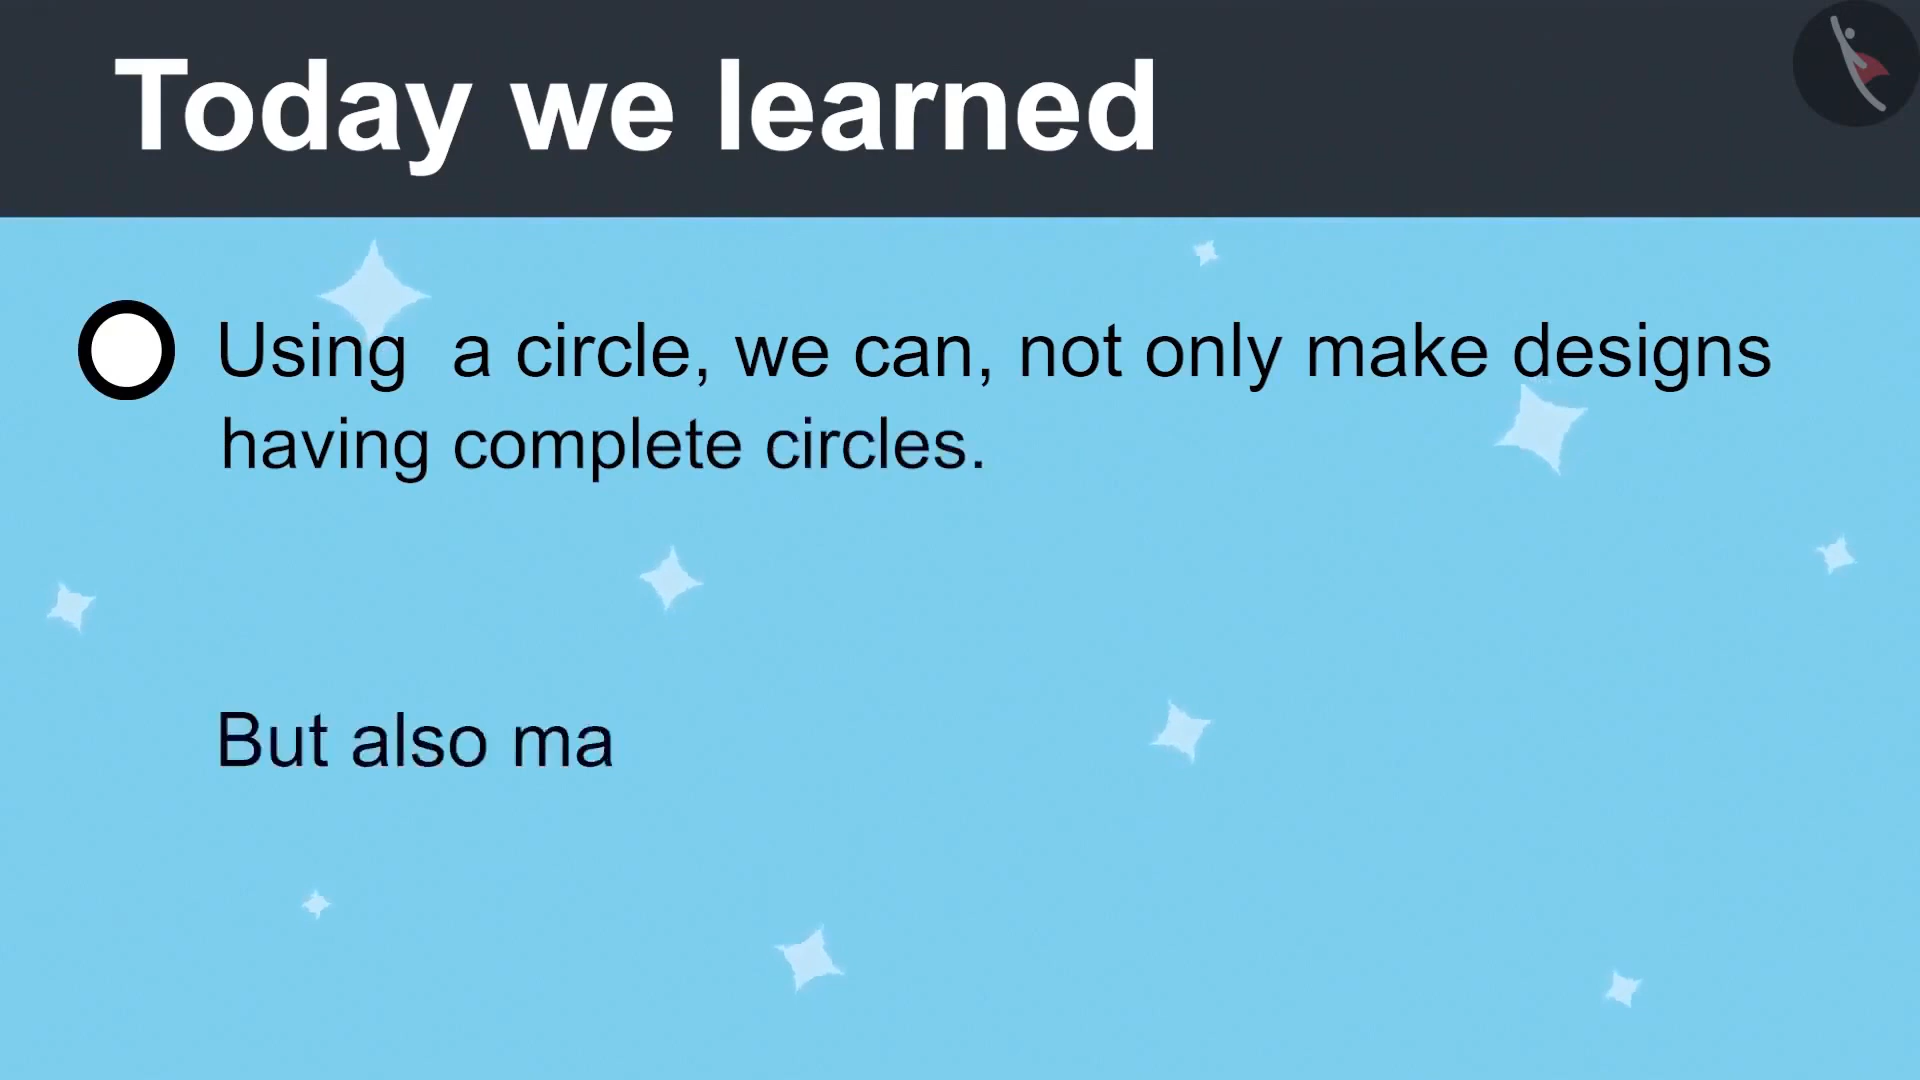 Today we learned
Using a circle, we can, not only make designs
having complete circles.
But also ma